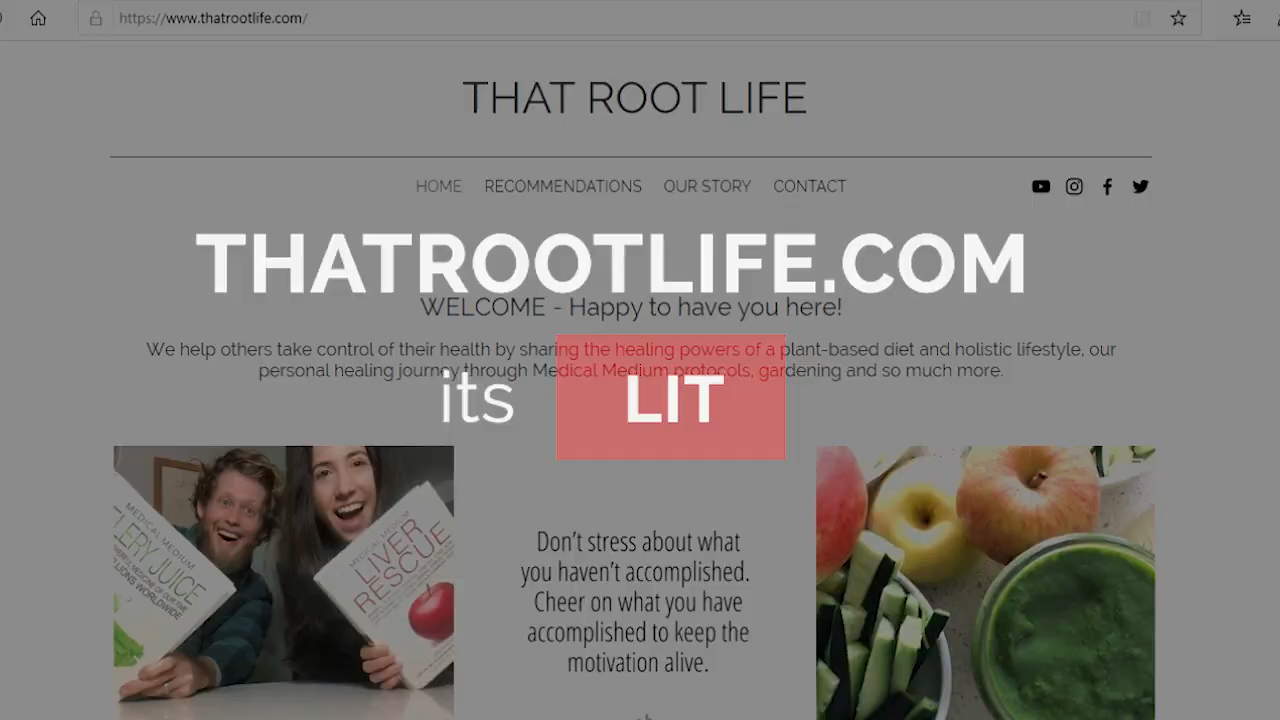 https://www.thatrootlife.com/
THAT ROOT LIFE
HOME RECOMMENDATIONS OUR STORY CONTACT
THATROOTLIFE.COM
WELCOME - Happy to have you here!
We help others take control of their health by sharing the healing powers of a plant-based diet and holistic lifestyle, our
personal healing journey through Medical Medium protocols, gardening and so much more.
its LIT
MEDICAL MEDIUM
ELERY JUICE
LIONS WORLDWIDE
MEDICAL MEDIUM
LIVER
RESCUE
Don't stress about what
you haven't accomplished.
Cheer on what you have
accomplished to keep the
motivation alive.